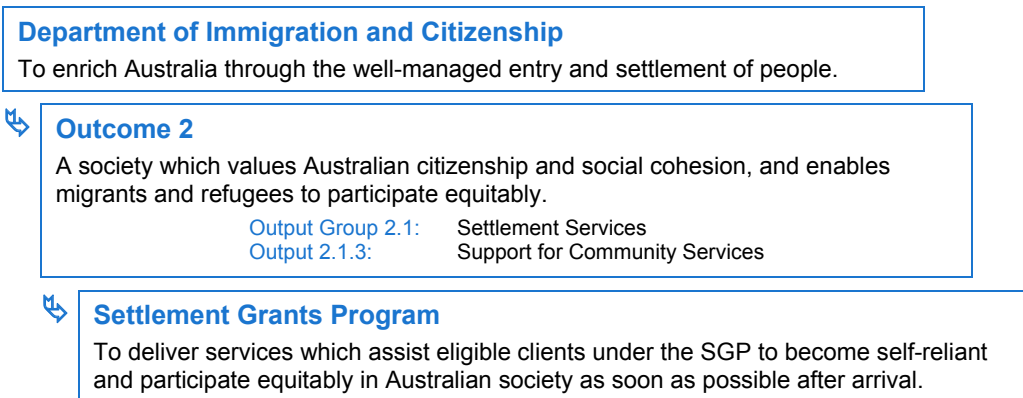 Department of Immigration and Citizenship
To enrich Australia through the well-managed entry and settlement of people.
Outcome 2
A society which values Australian citizenship and social cohesion, and enables
migrants and refugees to participate equitably.
Output Group 2.1: Settlement Services
Output 2.1.3: Support for Community Services
Settlement Grants Program
To deliver services which assist eligible clients under the SGP to become self-reliant
and participate equitably in Australian society as soon as possible after arrival.